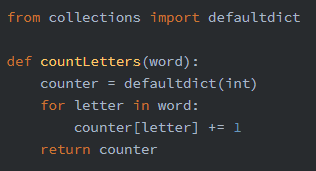 from collections import defaultdict
def countLetters(word):
    counter = defaultdict(int)
    for letter in word:
        counter[letter] += 1
    return counter